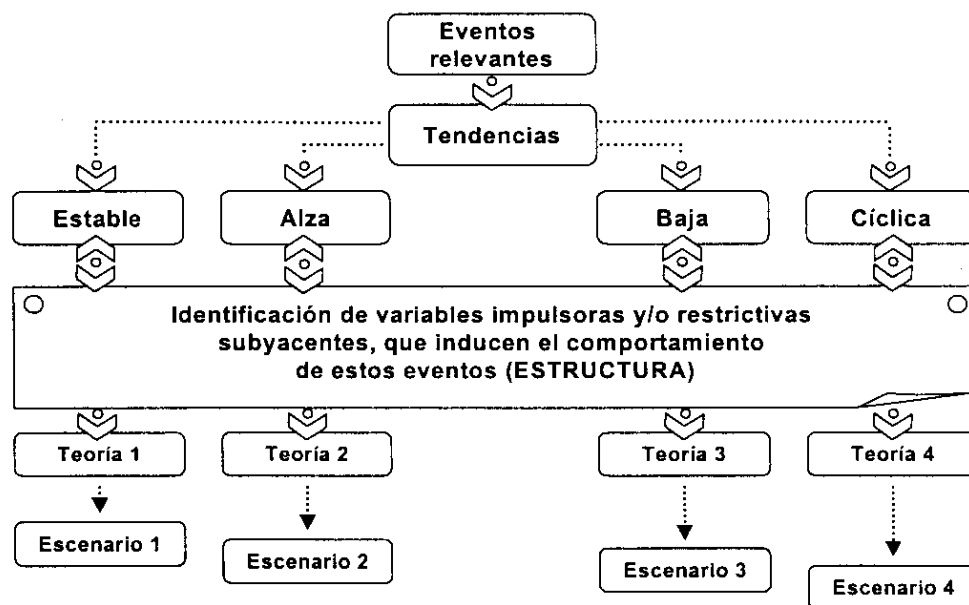 Eventos
relevantes
Tendencias
Estable
Alza
Baja
Cíclica
Identificación de variables impulsoras y/o restrictivas
subyacentes, que inducen el comportamiento
de estos eventos (ESTRUCTURA)
Teoría 1
Teoría 2
Teoría 3
Teoría 4
Escenario 1
Escenario 2
Escenario 3
Escenario 4